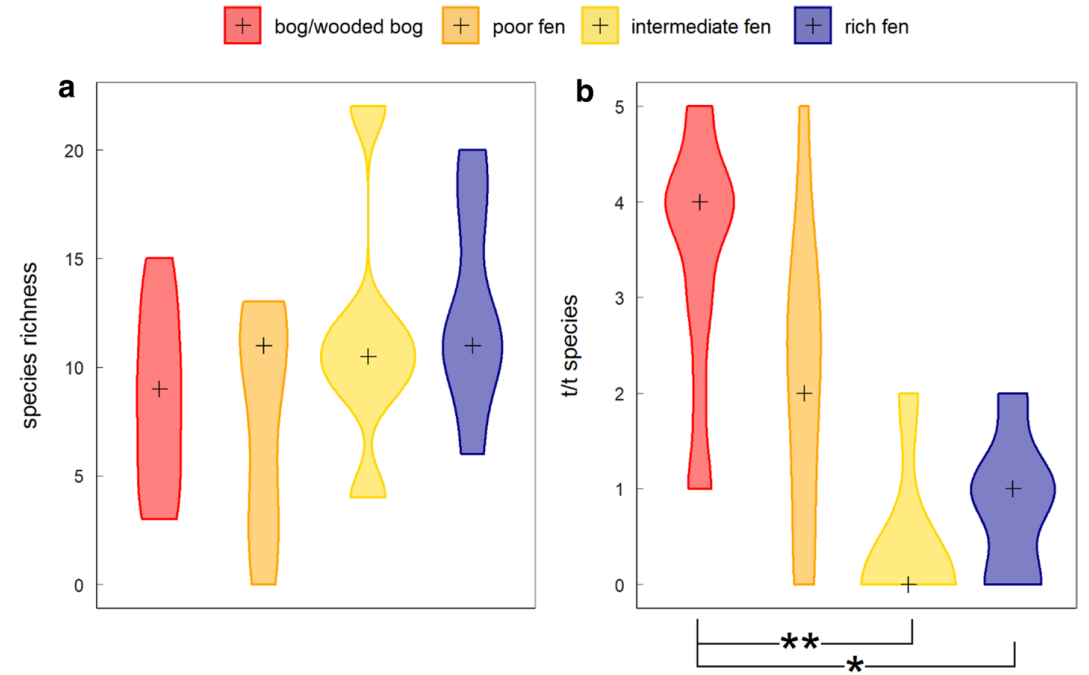 bog/wooded bog poor fen intermediate fen rich fen
a
species richness
20
15
10
5
0
b
t/t species
5
4
3
2
1
0
**
*